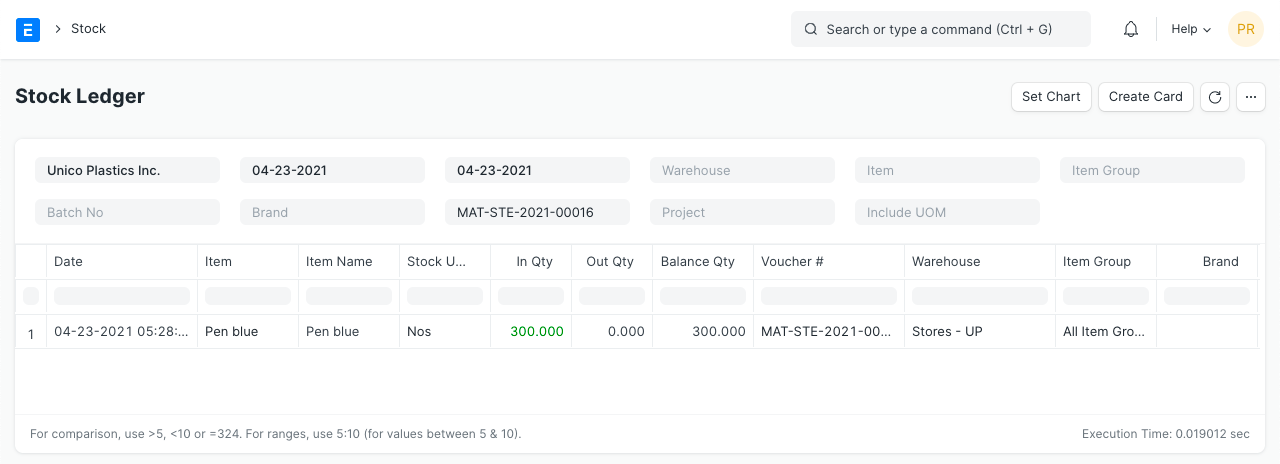 E > Stock Search or type a command (Ctrl + G) Help PR
Stock Ledger Set Chart Create Card ...
Unico Plastics Inc. 04-23-2021 04-23-2021 Warehouse Item Item Group
Batch No Brand MAT-STE-2021-00016 Project Include UOM
Date Item Item Name Stock U... In Qty Out Qty Balance Qty Voucher # Warehouse Item Group Brand
1 04-23-2021 05:28:... Pen blue Pen blue Nos 300.000 0.000 300.000 MAT-STE-2021-00... Stores - UP All Item Gro...
For comparison, use >5, <10 or =324. For ranges, use 5:10 (for values between 5 & 10). Execution Time: 0.019012 sec